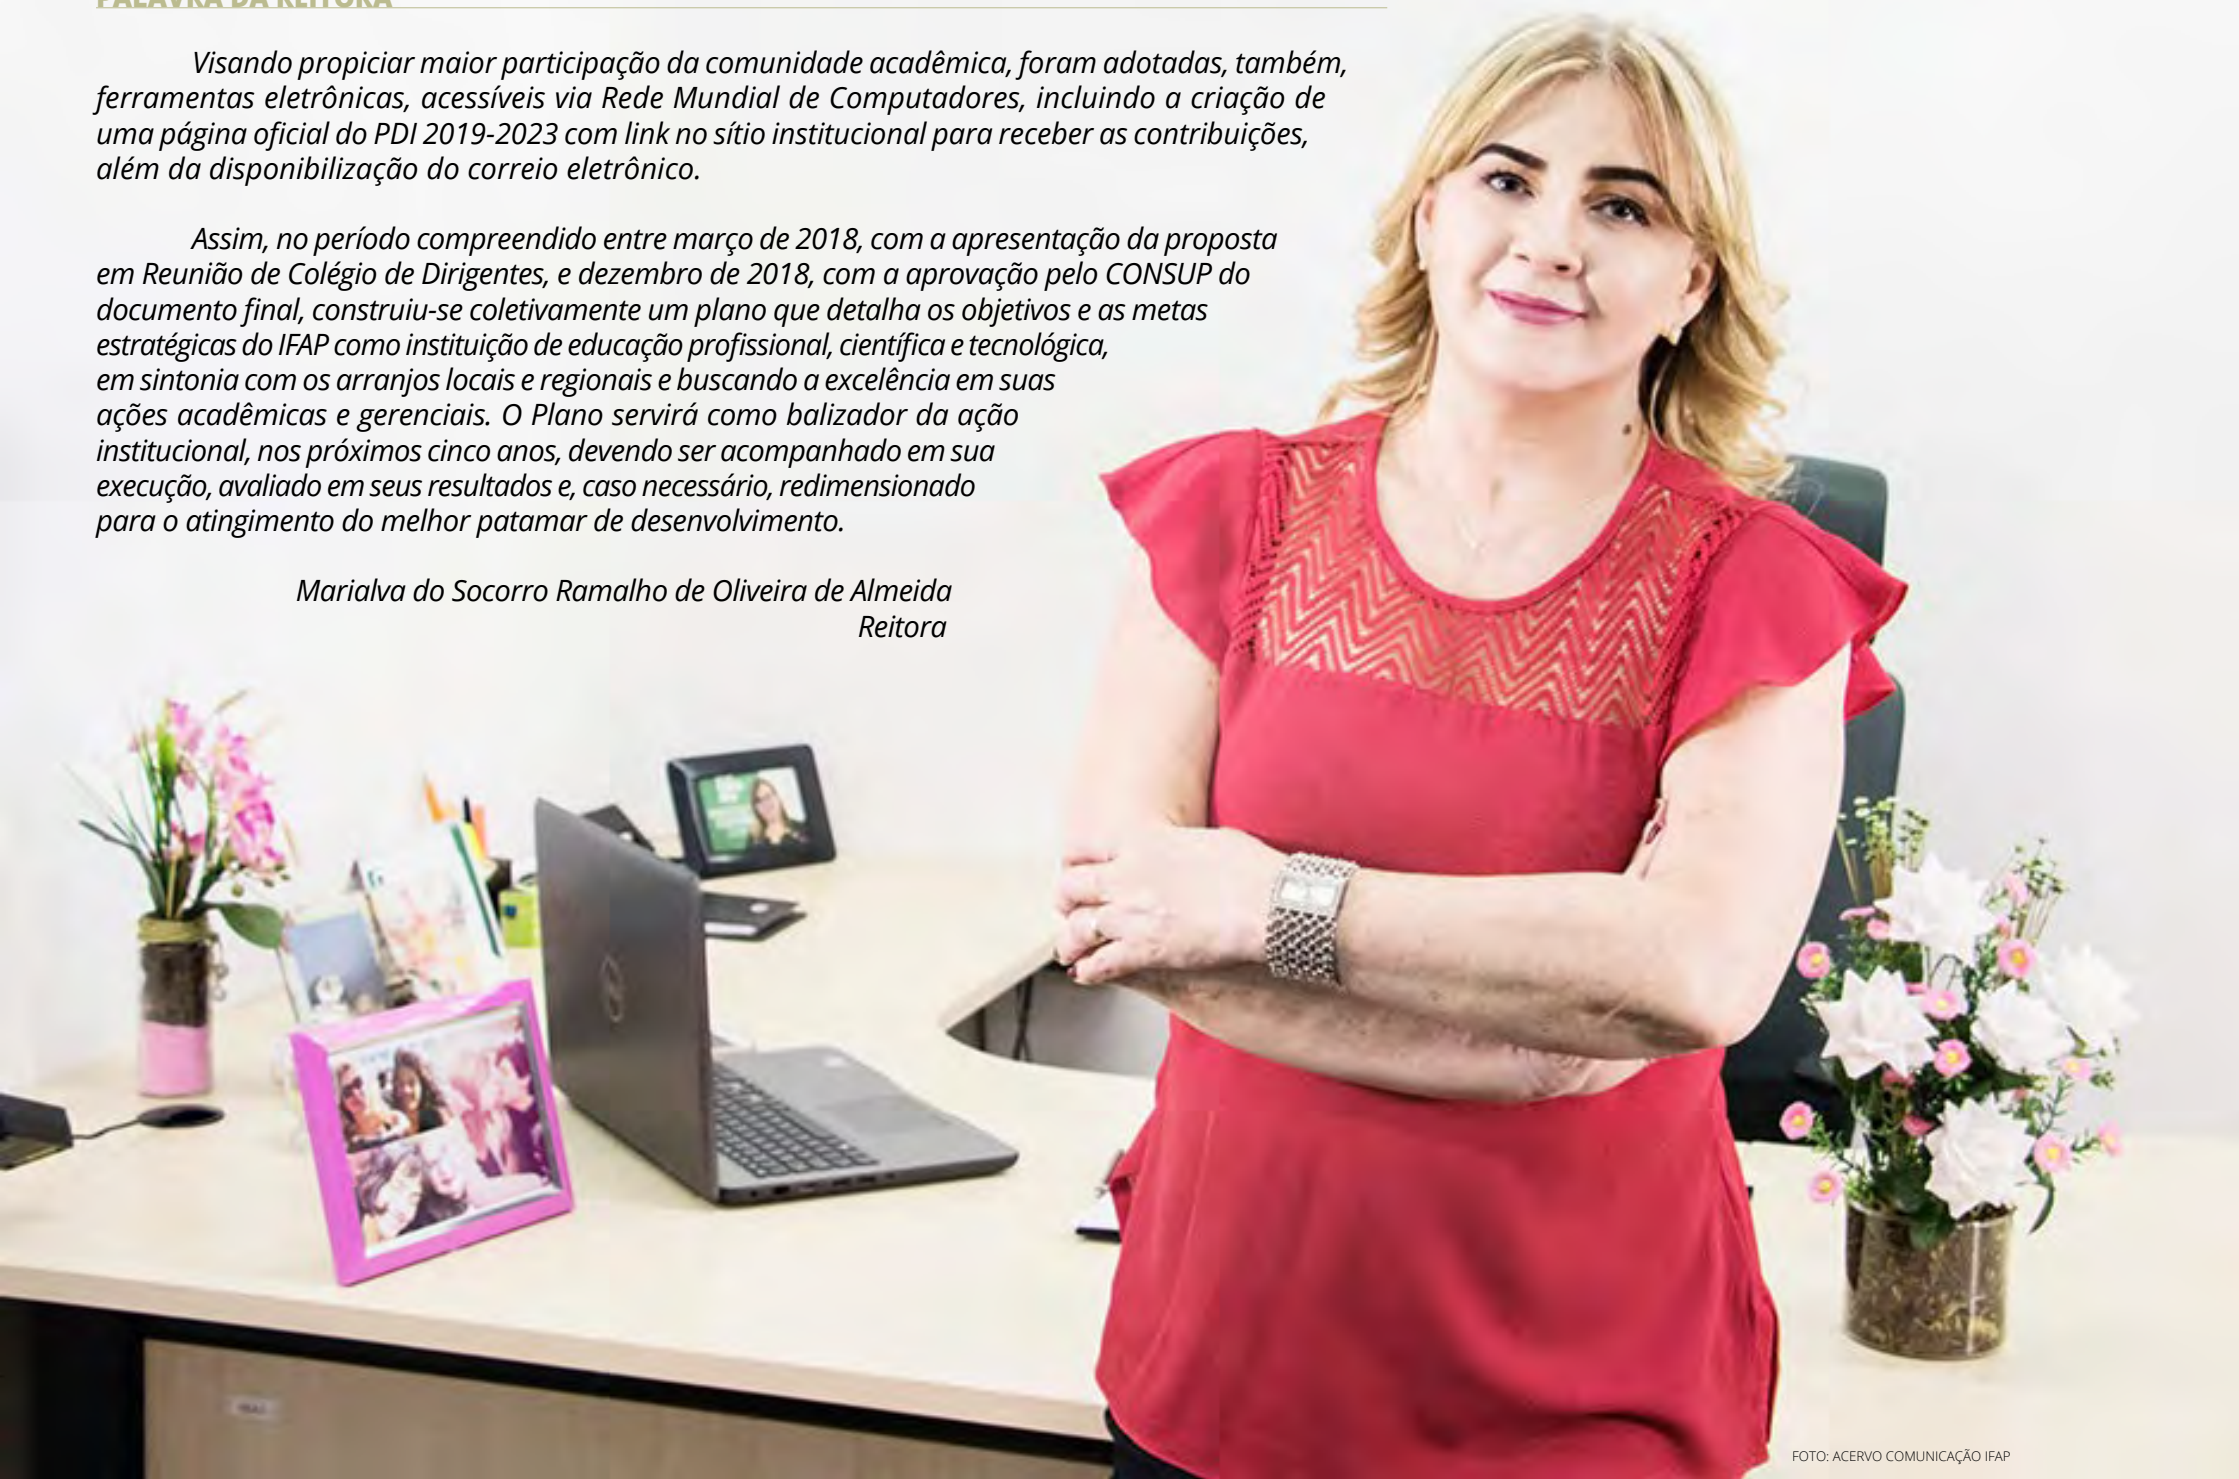 PALAVRA DA REITORA
Visando propiciar maior participação da comunidade acadêmica, foram adotadas, também,
ferramentas eletrônicas, acessíveis via Rede Mundial de Computadores, incluindo a criação de
uma página oficial do PDI 2019-2023 com link no sítio institucional para receber as contribuições,
além da disponibilização do correio eletrônico.
Assim, no período compreendido entre março de 2018, com a apresentação da proposta
em Reunião de Colégio de Dirigentes, e dezembro de 2018, com a aprovação pelo CONSUP do
documento final, construiu-se coletivamente um plano que detalha os objetivos e as metas
estratégicas do IFAP como instituição de educação profissional, científica e tecnológica,
em sintonia com os arranjos locais e regionais e buscando a excelência em suas
ações acadêmicas e gerenciais. O Plano servirá como balizador da ação
institucional, nos próximos cinco anos, devendo ser acompanhado em sua
execução, avaliado em seus resultados e, caso necessário, redimensionado
para o atingimento do melhor patamar de desenvolvimento.
Marialva do Socorro Ramalho de Oliveira de Almeida
Reitora
FOTO: ACERVO COMUNICAÇÃO IFAP